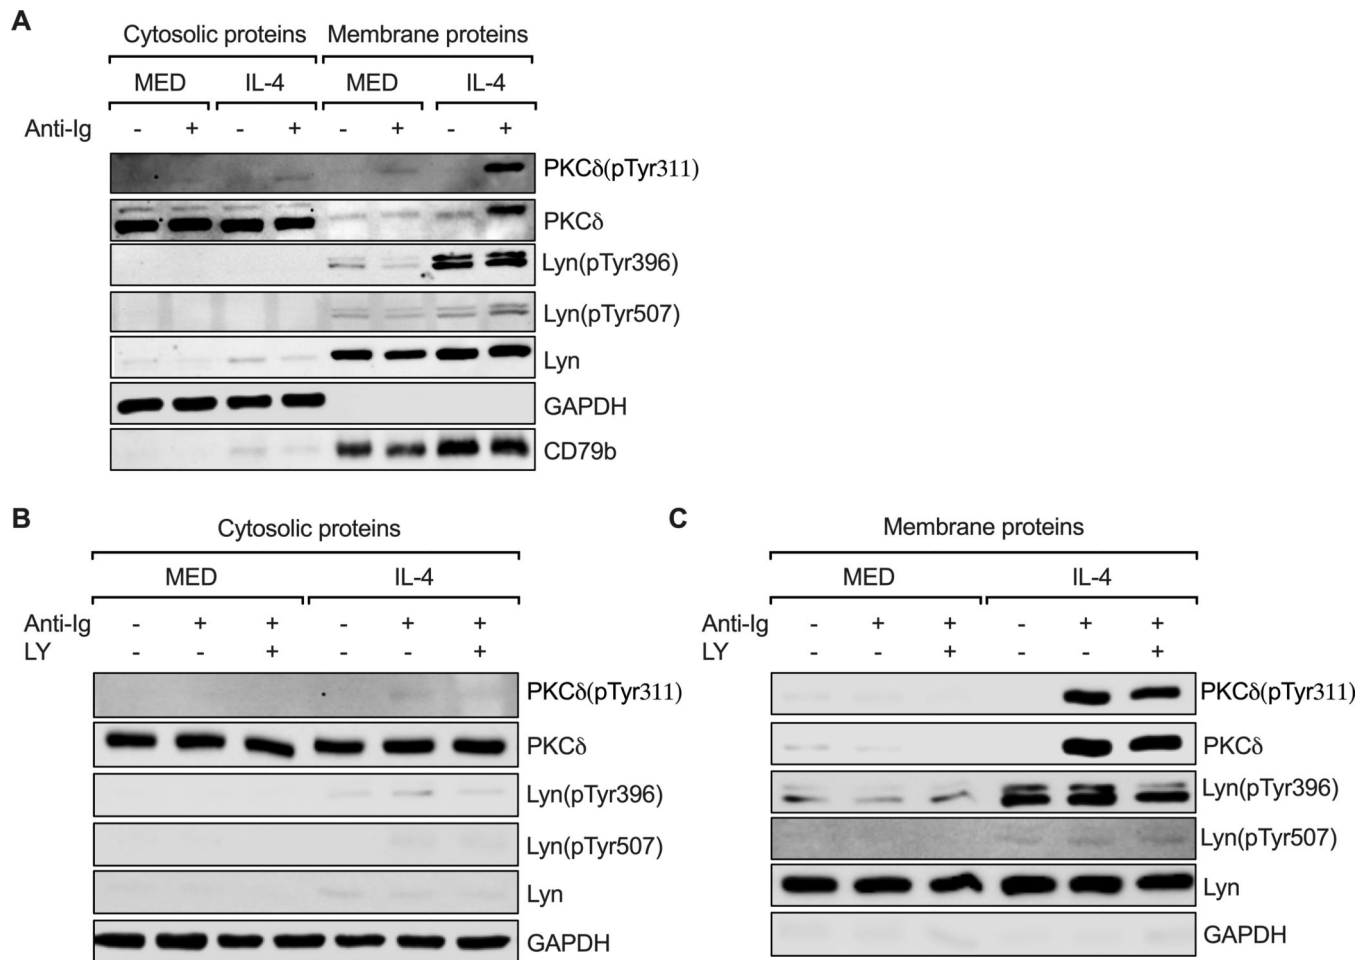 A
Cytosolic proteins Membrane proteins
MED IL-4 MED IL-4
Anti-Ig - + - + - + - +
PKCδ(pTyr311)
PKCδ
Lyn(pTyr396)
Lyn(pTyr507)
Lyn
GAPDH
CD79b
B
Cytosolic proteins
MED IL-4
Anti-Ig - + + - + +
LY - - + - - +
PKCδ(pTyr311)
PKCδ
Lyn(pTyr396)
Lyn(pTyr507)
Lyn
GAPDH
C
Membrane proteins
MED IL-4
Anti-Ig - + + - + +
LY - - + - - +
PKCδ(pTyr311)
PKCδ
Lyn(pTyr396)
Lyn(pTyr507)
Lyn
GAPDH